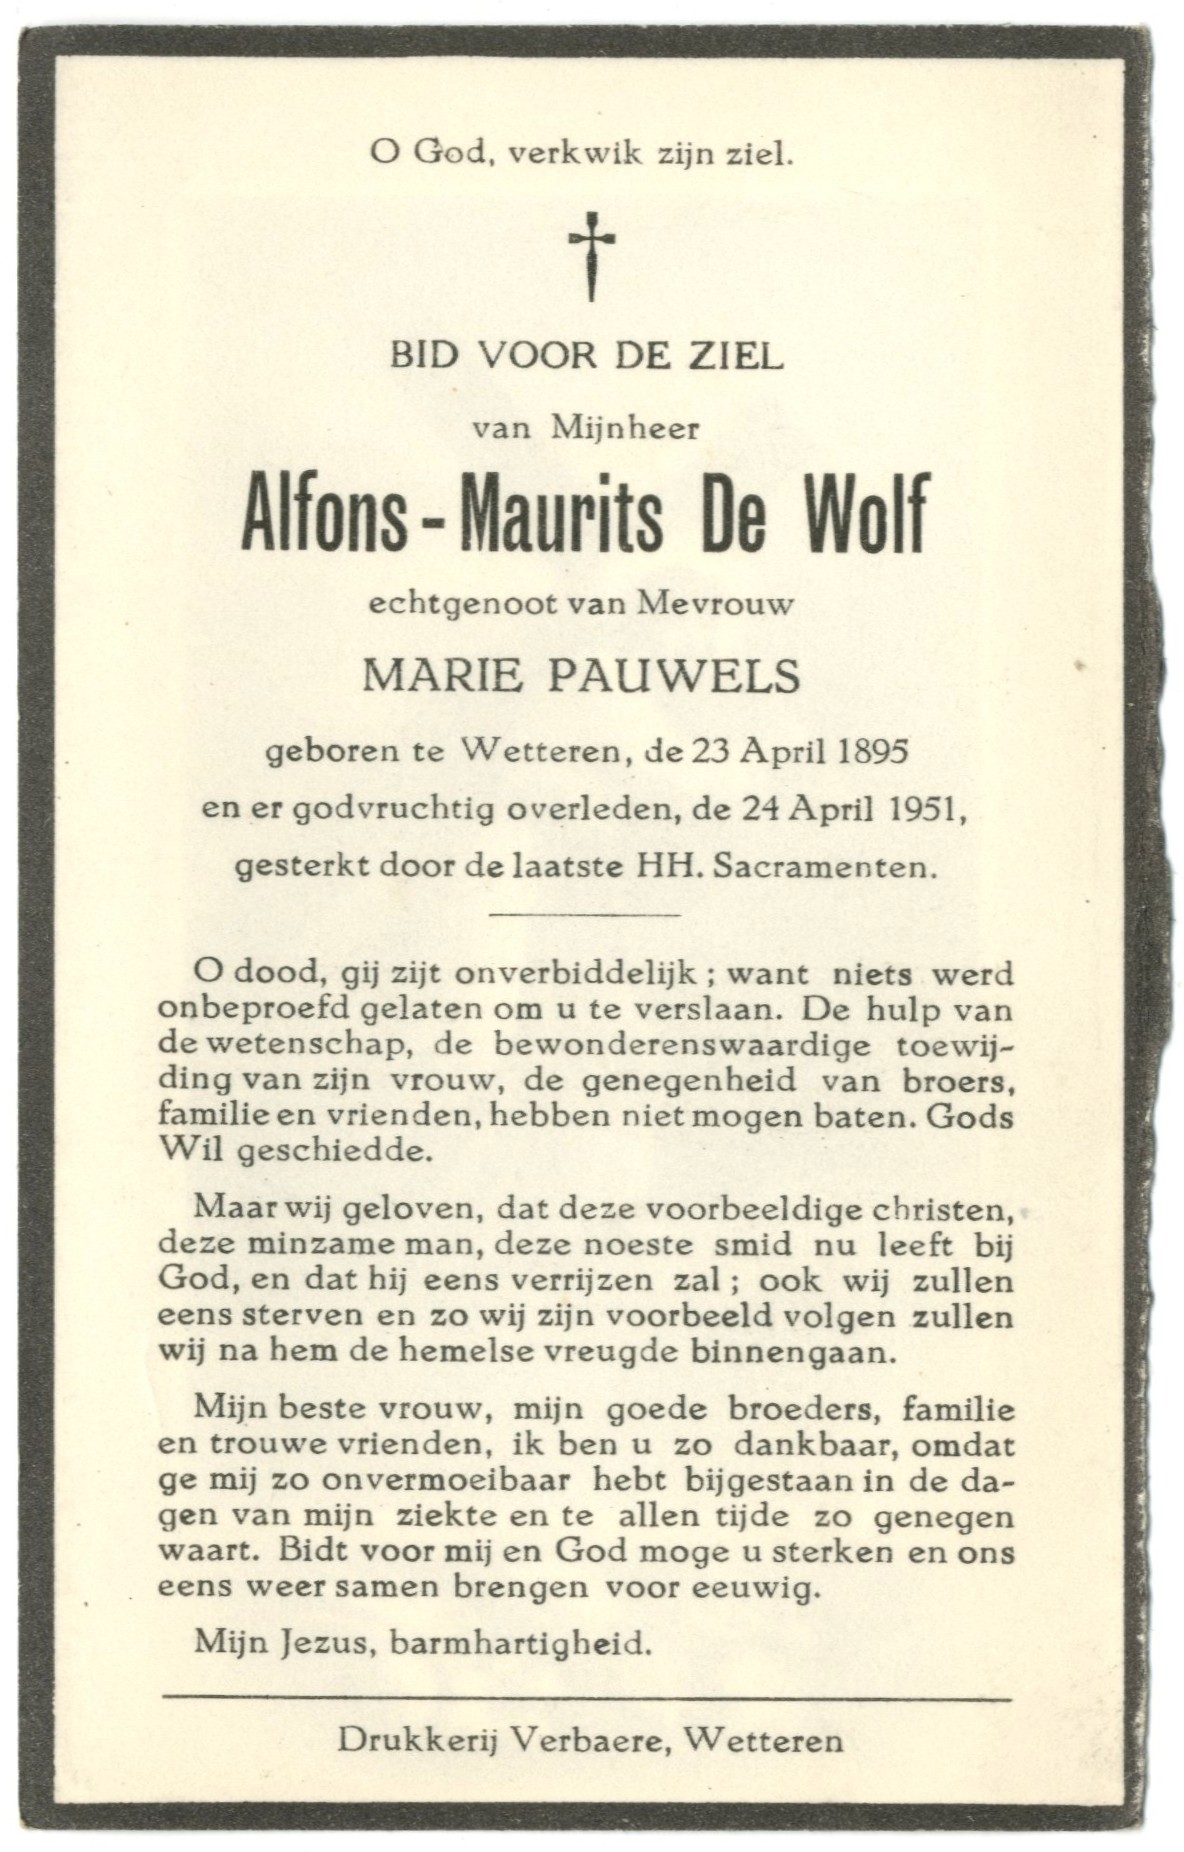 O God, verkwik zijn ziel.
BID VOOR DE ZIEL
van Mijnheer
Alfons - Maurits De Wolf
echtgenoot van Mevrouw
MARIE PAUWELS
geboren te Wetteren, de 23 April 1895
en er godvruchtig overleden, de 24 April 1951,
gesterkt door de laatste HH. Sacramenten.
O dood, gij zijt onverbiddelijk ; want niets werd
onbeproefd gelaten om u te verslaan. De hulp van
de wetenschap, de bewonderenswaardige toewij-
ding van zijn vrouw, de genegenheid van broers,
familie en vrienden, hebben niet mogen baten. Gods
Wil geschiedde.
Maar wij geloven, dat deze voorbeeldige christen,
deze minzame man, deze noeste smid nu leeft bij
God, en dat hij eens verrijzen zal ; ook wij zullen
eens sterven en zo wij zijn voorbeeld volgen zullen
wij na hem de hemelse vreugde binnengaan.
Mijn beste vrouw, mijn goede broeders, familie
en trouwe vrienden, ik ben u zo dankbaar, omdat
ge mij zo onvermoeibaar hebt bijgestaan in de da-
gen van mijn ziekte en te allen tijde zo genegen
waart. Bidt voor mij en God moge u sterken en ons
eens weer samen brengen voor eeuwig.
Mijn Jezus, barmhartigheid.
Drukkerij Verbaere, Wetteren